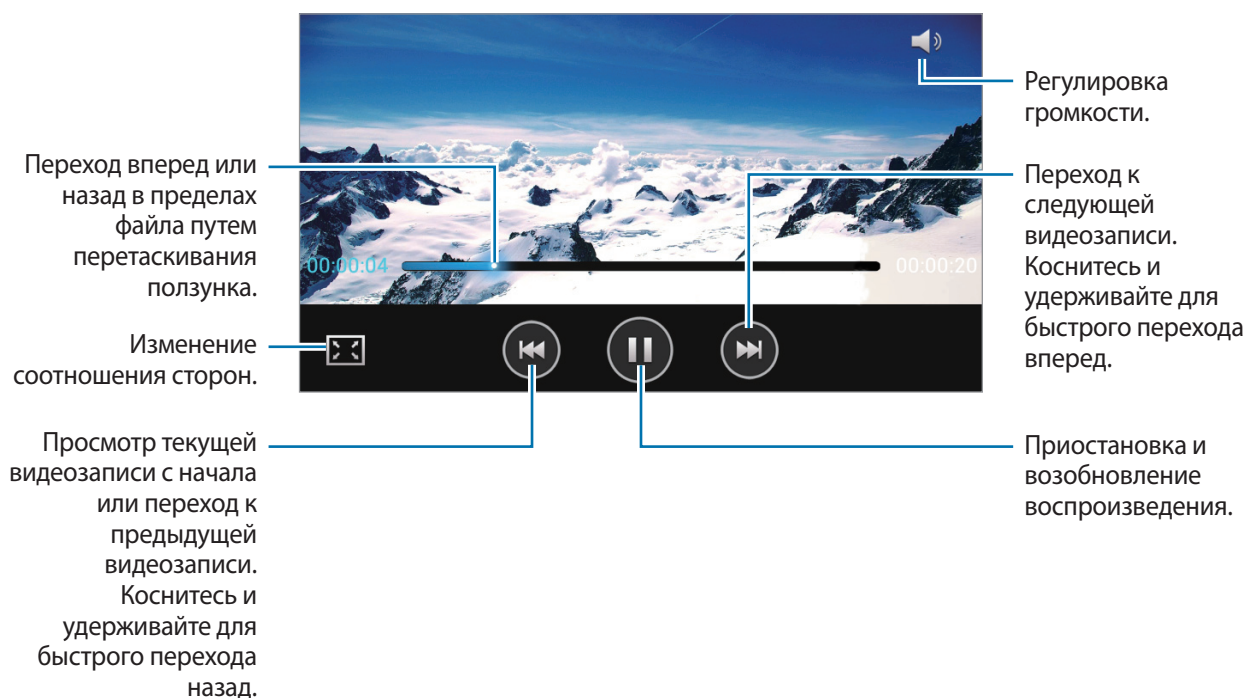 Регулировка
громкости.
Переход вперед или
назад в пределах
файла путем
перетаскивания
ползунка.
Переход к
следующей
видеозаписи.
Коснитесь и
удерживайте для
быстрого перехода
вперед.
00:00:04
00:00:20
Изменение
соотношения сторон.
Просмотр текущей
видеозаписи с начала
или переход к
предыдущей
видеозаписи.
Коснитесь и
удерживайте для
быстрого перехода
назад.
Приостановка и
возобновление
воспроизведения.